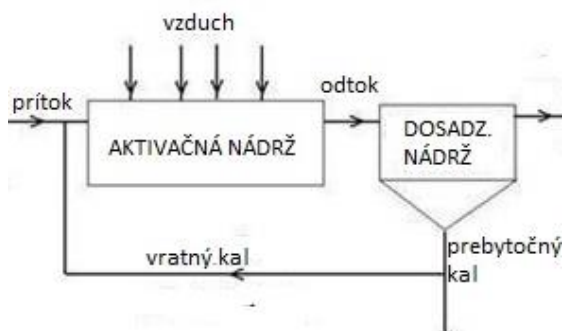 vzduch
prítok
odtok
AKTIVAČNÁ NÁDRŽ
DOSADZ.
NÁDRŽ
vratný.kal
prebytočný
kal